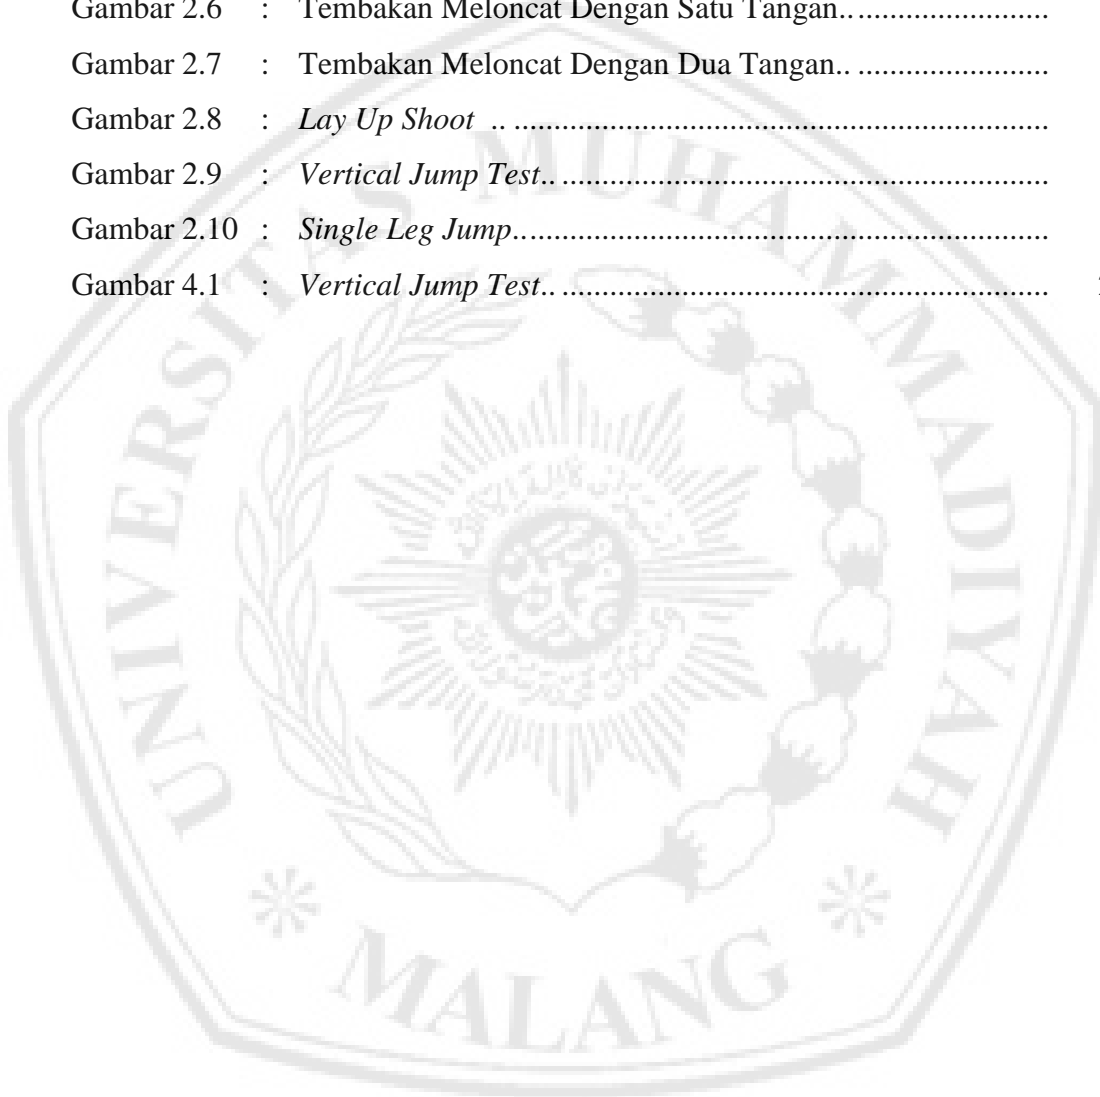 Gambar 2.6 : Tembakan Meloncat Dengan Satu Tangan.........................
Gambar 2.7 : Tembakan Meloncat Dengan Dua Tangan.. .......................
Gambar 2.8 : Lay Up Shoot .. ...................................................................
Gambar 2.9 : Vertical Jump Test.. .............................................................
Gambar 2.10 : Single Leg Jump...................................................................
Gambar 4.1 : Vertical Jump Test.. .............................................................
UNIVERSITAS MUHAMMADIYAH
MALANG